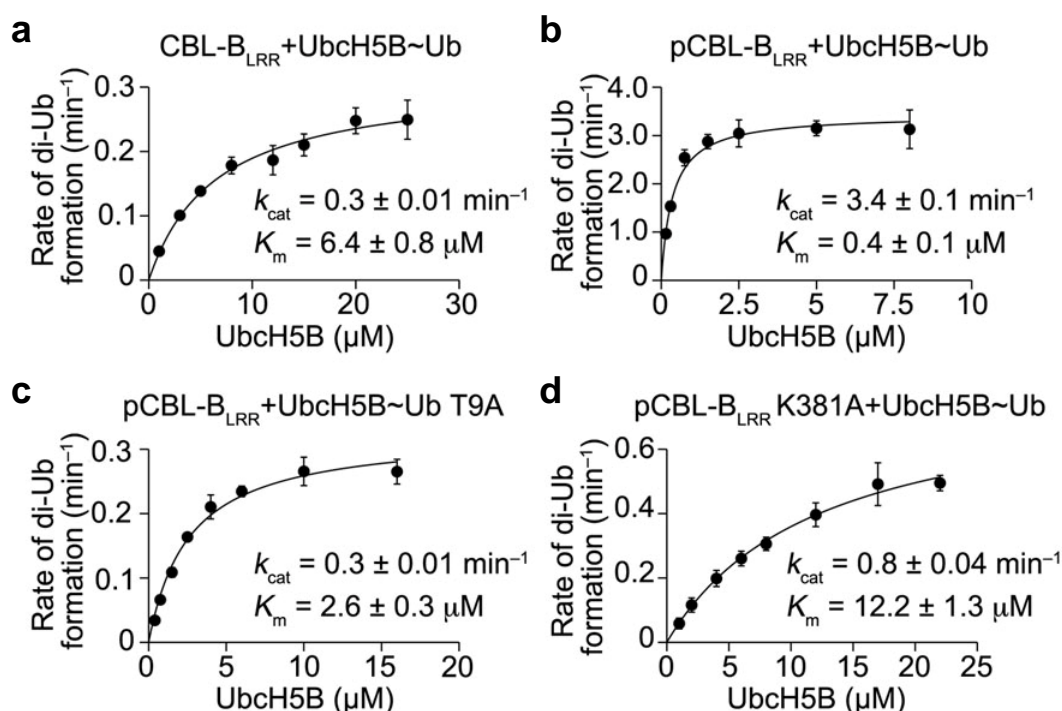 a
CBL-BLRR+UbcH5B~Ub
Rate of di-Ub
formation (min⁻¹)
0.3
0.2
0.1
0
kcat = 0.3 ± 0.01 min⁻¹
Km = 6.4 ± 0.8 µM
0 10 20 30
UbcH5B (µM)
b
pCBL-BLRR+UbcH5B~Ub
Rate of di-Ub
formation (min⁻¹)
4.0
3.0
2.0
1.0
0
kcat = 3.4 ± 0.1 min⁻¹
Km = 0.4 ± 0.1 µM
0 2.5 5 7.5 10
UbcH5B (µM)
c
pCBL-BLRR+UbcH5B~Ub T9A
Rate of di-Ub
formation (min⁻¹)
0.3
0.2
0.1
0
kcat = 0.3 ± 0.01 min⁻¹
Km = 2.6 ± 0.3 µM
0 5 10 15 20
UbcH5B (µM)
d
pCBL-BLRR K381A+UbcH5B~Ub
Rate of di-Ub
formation (min⁻¹)
0.6
0.4
0.2
0
kcat = 0.8 ± 0.04 min⁻¹
Km = 12.2 ± 1.3 µM
0 5 10 15 20 25
UbcH5B (µM)